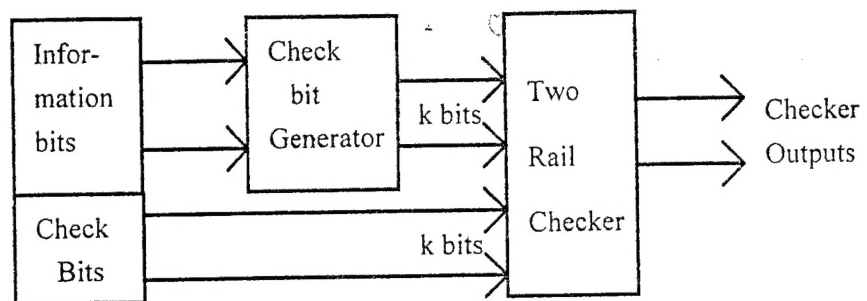 Infor-
mation
bits
Check
bit
Generator
k bits
Two
Rail
Checker
Checker
Outputs
Check
Bits
k bits